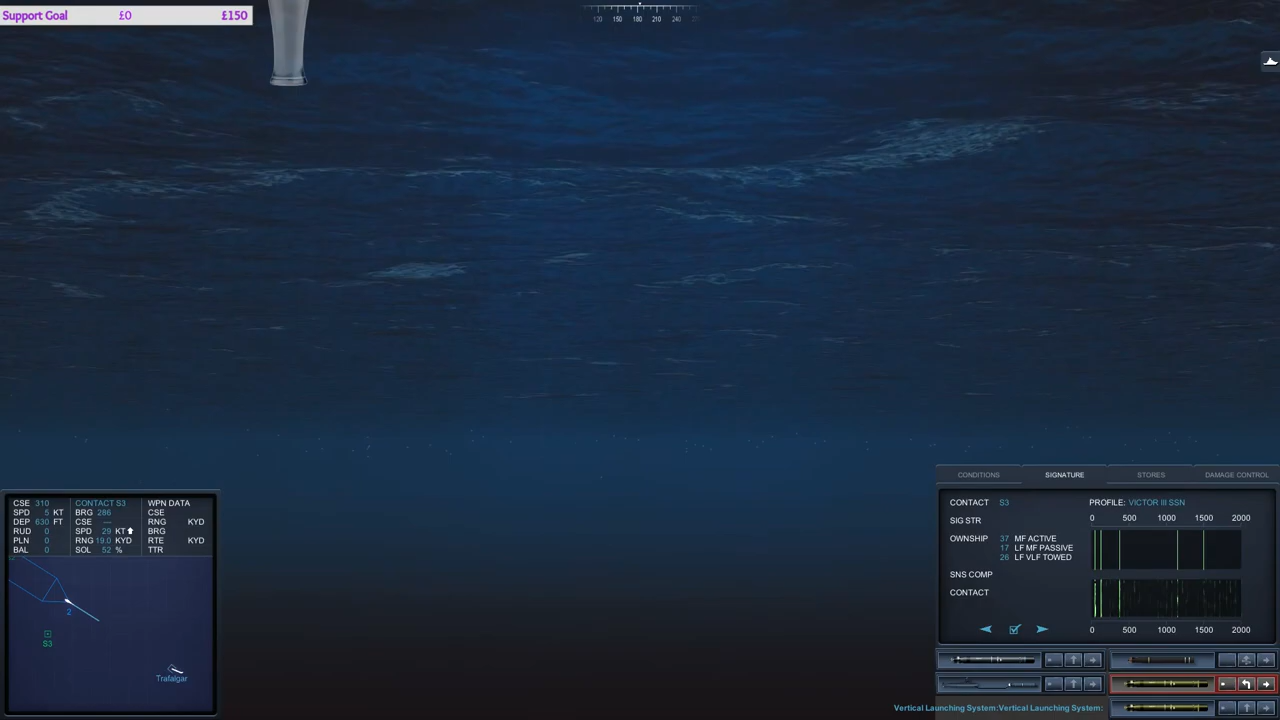 Support Goal £0 £150
120 150 180 210 240
CONDITIONS SIGNATURE STORES DAMAGE CONTROL
CSE 310 CONTACT S3 WPN DATA
SPD 5 KT BRG 286 CSE
DEP 630 FT CSE --- RNG KYD
RUD 0 SPD 29 KT BRG
PLN 0 RNG 19.0 KYD RTE KYD
BAL 0 SOL 52 % TTR
2
S3
Trafalgar
CONTACT S3 PROFILE: VICTOR III SSN
SIG STR 0 500 1000 1500 2000
OWNSHIP 37 MF ACTIVE
17 LF MF PASSIVE
26 LF VLF TOWED
SNS COMP
CONTACT
0 500 1000 1500 2000
Vertical Launching System:Vertical Launching System: